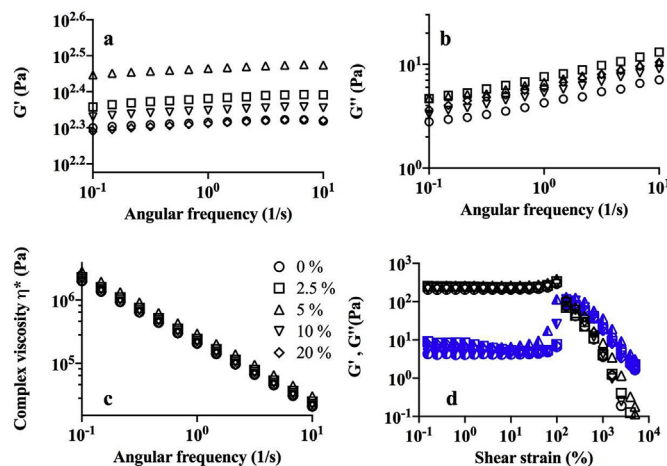 a
G' (Pa)
10^2.6
10^2.5
10^2.4
10^2.3
10^2.2
10^-1 10^0 10^1
Angular frequency (1/s)
b
G'' (Pa)
10^1
10^0
10^-1 10^0 10^1
Angular frequency (1/s)
c
Complex viscosity η*
(Pa)
10^6
10^5
0 %
2.5 %
5 %
10 %
20 %
10^-1 10^0 10^1
Angular frequency (1/s)
d
G' , G''(Pa)
10^3
10^2
10^1
10^0
10^-1
10^-1 10^0 10^1 10^2 10^3 10^4
Shear strain (%)